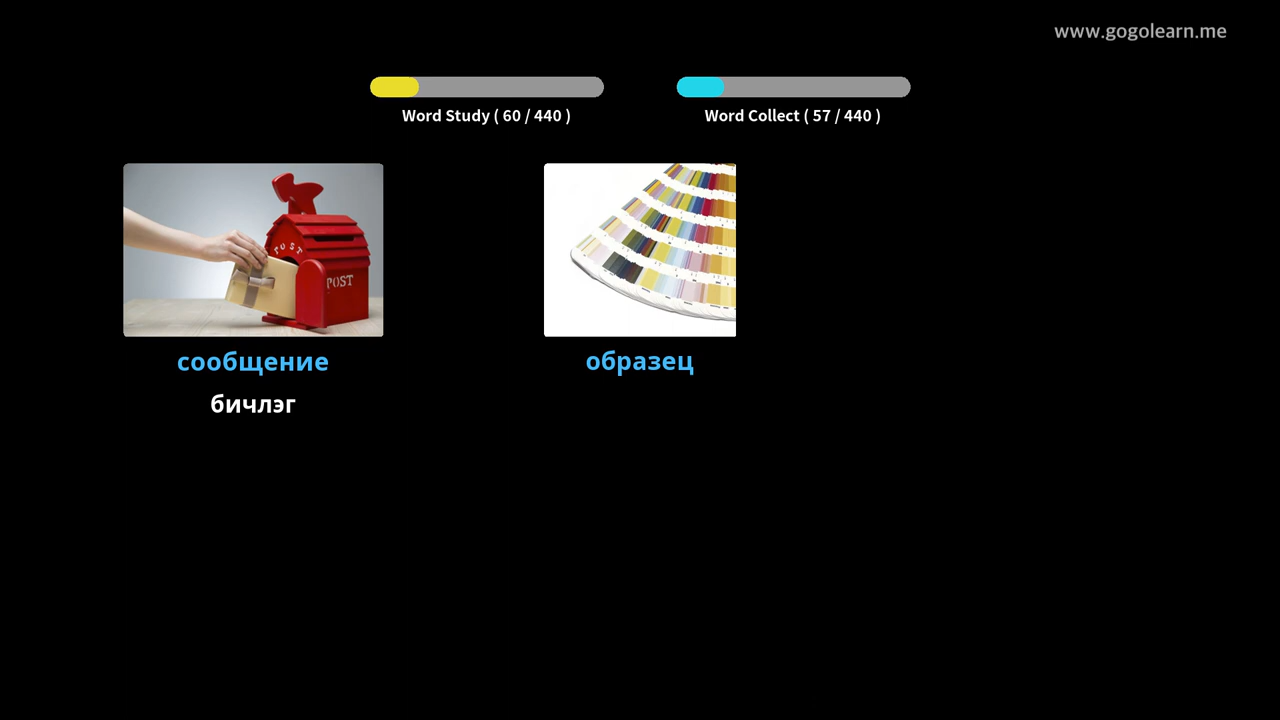 www.gogolearn.me
Word Study ( 60 / 440 )
Word Collect ( 57 / 440 )
POST
POST
сообщение
образец
бичлэг